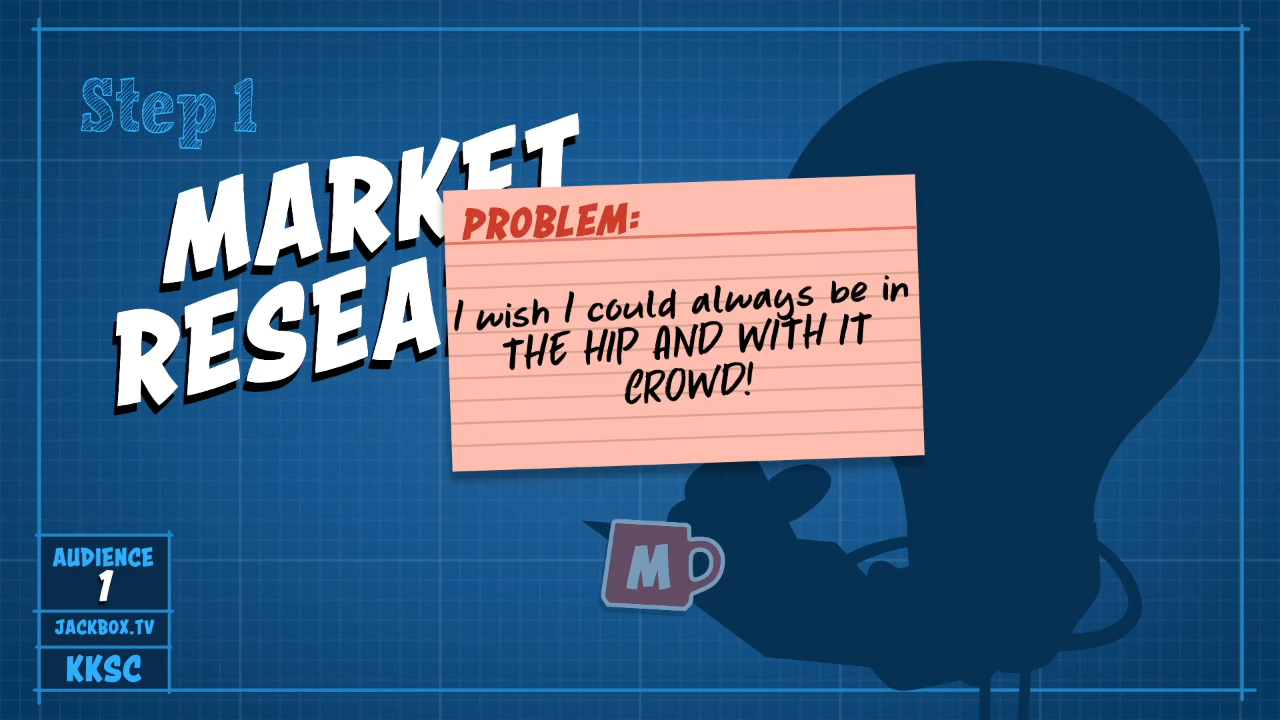 Step 1
MARKET
RESEA
PROBLEM:
I wish I could always be in
THE HIP AND WITH IT
CROWD!
M
AUDIENCE
1
JACKBOX.TV
KKSC